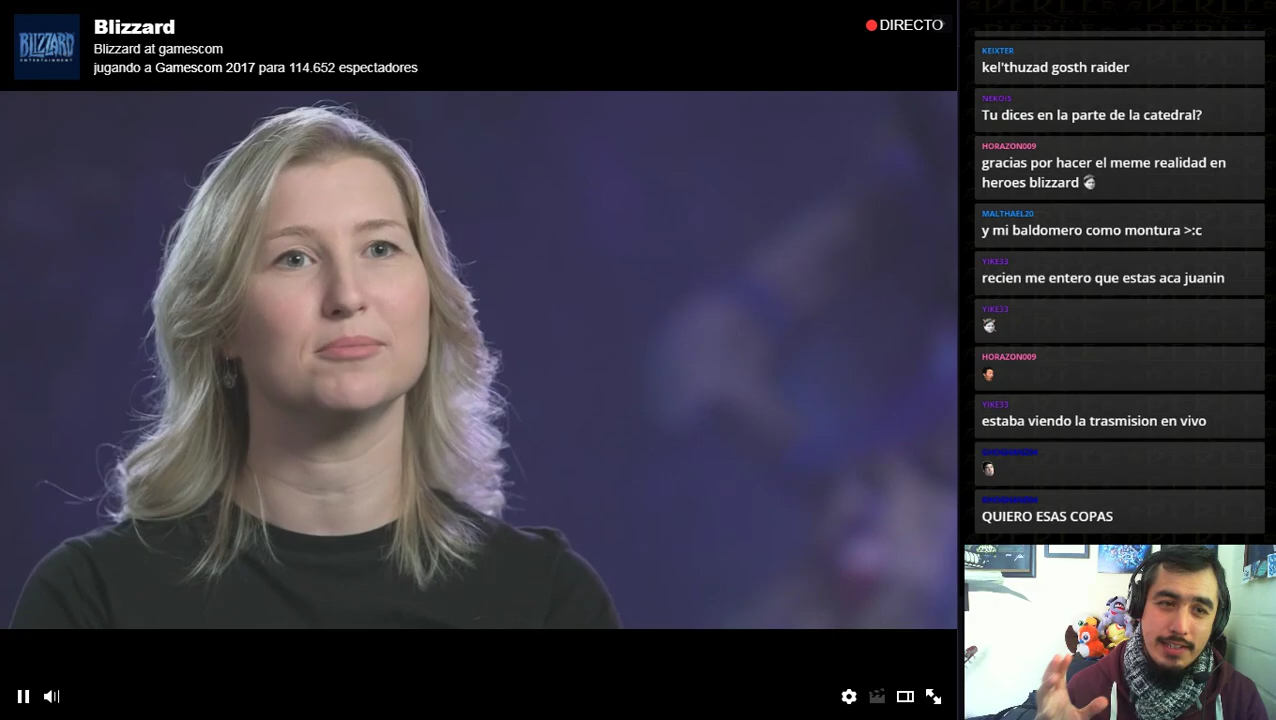 BLIZZARD
ENTERTAINMENT
Blizzard
Blizzard at gamescom
jugando a Gamescom 2017 para 114.652 espectadores
DIRECTO
KEIXTER
kel'thuzad gosth raider
NEKOI5
Tu dices en la parte de la catedral?
HORAZON009
gracias por hacer el meme realidad en
heroes blizzard
MALTHAEL20
y mi baldomero como montura >:c
YIKE33
recien me entero que estas aca juanin
YIKE33
HORAZON009
YIKE33
estaba viendo la trasmision en vivo
QUIERO ESAS COPAS